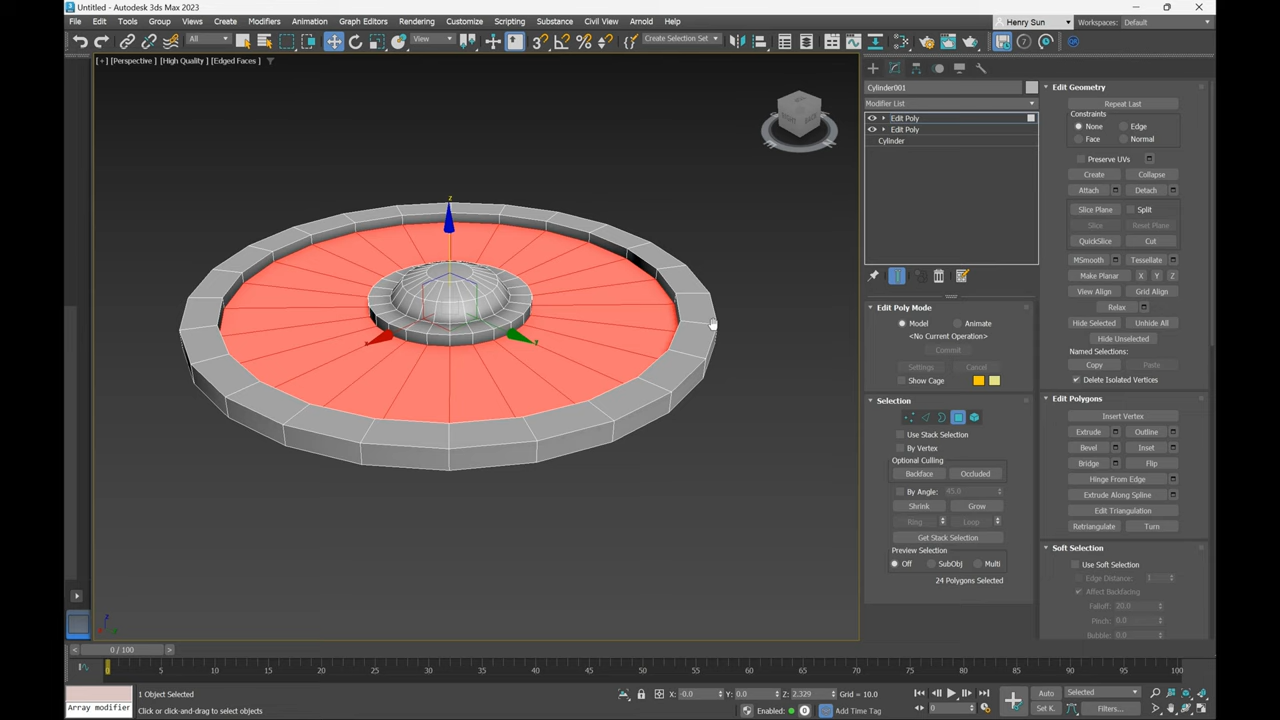 Untitled - Autodesk 3ds Max 2023
File Edit Tools Group Views Create Modifiers Animation Graph Editors Rendering Customize Scripting Substance Civil View Arnold Help
Henry Sun Workspaces: Default
All View Create Selection Set
[+] [Perspective] [High Quality] [Edged Faces]
Cylinder001
Modifier List
Edit Poly
Edit Poly
Cylinder
Edit Poly Mode
Model Animate
<No Current Operation>
Commit
Settings Cancel
Show Cage
Selection
Use Stack Selection
By Vertex
Optional Culling
Backface Occluded
By Angle: 45.0
Shrink Grow
Ring Loop
Get Stack Selection
Preview Selection
Off SubObj Multi
24 Polygons Selected
Edit Geometry
Repeat Last
Constraints
None Edge
Face Normal
Preserve UVs
Create Collapse
Attach Detach
Slice Plane Split
Slice Reset Plane
QuickSlice Cut
MSmooth Tessellate
Make Planar X Y Z
View Align Grid Align
Relax
Hide Selected Unhide All
Hide Unselected
Named Selections:
Copy Paste
Delete Isolated Vertices
Edit Polygons
Insert Vertex
Extrude Outline
Bevel Inset
Bridge Flip
Hinge From Edge
Extrude Along Spline
Edit Triangulation
Retriangulate Turn
Soft Selection
Use Soft Selection
Edge Distance: 1
Affect Backfacing
Falloff: 20.0
Pinch: 0.0
Bubble: 0.0
z
x
y
0 / 100
0 5 10 15 20 25 30 35 40 45 50 55 60 65 70 75 80 85 90 95 100
Array modifier
1 Object Selected
Click or click-and-drag to select objects
X: -0.0 Y: 0.0 Z: 2.329 Grid = 10.0
Enabled: 0 Add Time Tag
0
Auto Selected
Set K. Filters...